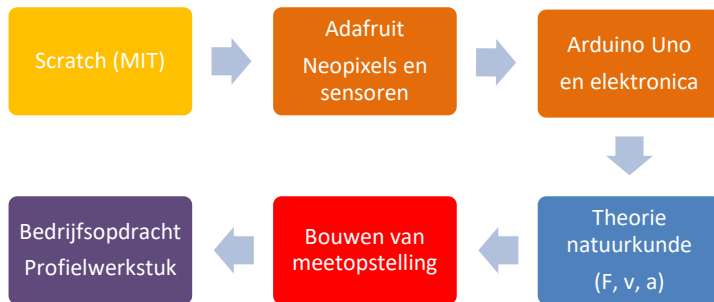 Scratch (MIT)
Adafruit
Neopixels en
sensoren
Arduino Uno
en elektronica
Theorie
natuurkunde
(F, v, a)
Bouwen van
meetopstelling
Bedrijfsopdracht
Profielwerkstuk